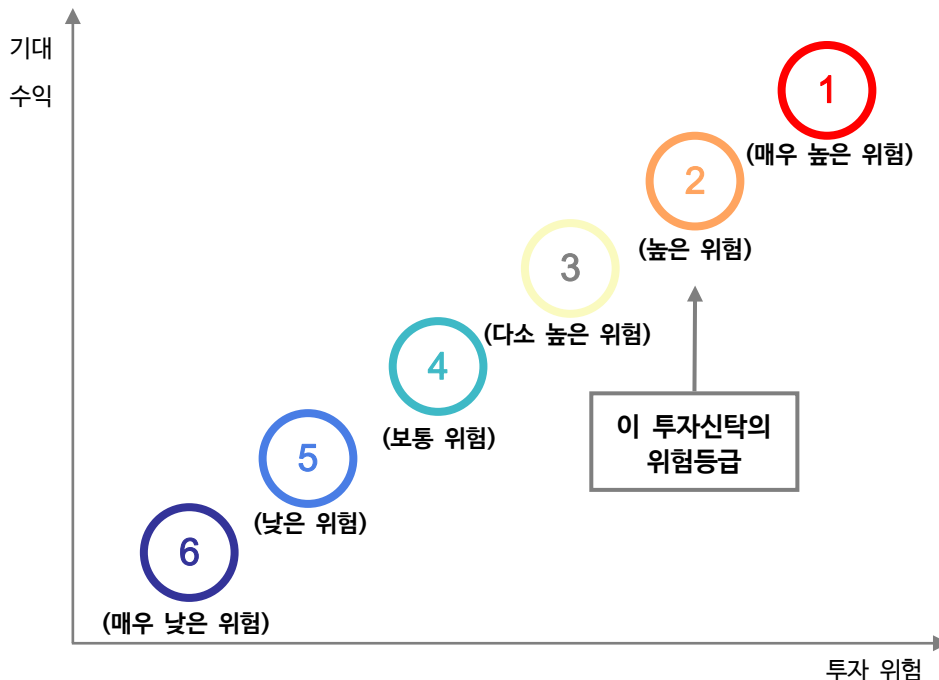 기대
수익
1
(매우 높은 위험)
2
(높은 위험)
3
(다소 높은 위험)
4
(보통 위험)
이 투자신탁의
위험등급
5
(낮은 위험)
6
(매우 낮은 위험)
투자 위험